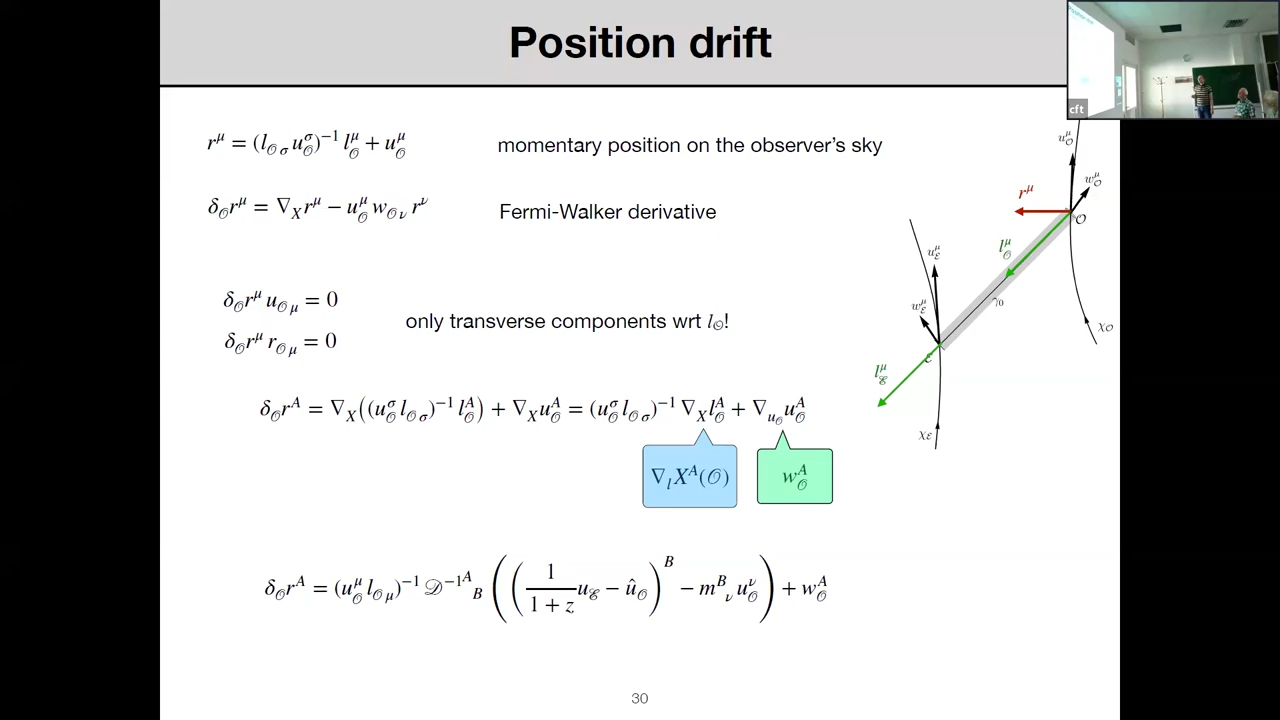 Position drift
r^μ = (l_{𝒪σ} u_𝒪^σ)^{-1} l_𝒪^μ + u_𝒪^μ
momentary position on the observer's sky
δ_𝒪 r^μ = ∇_X r^μ − u_𝒪^μ w_{𝒪ν} r^ν
Fermi-Walker derivative
δ_𝒪 r^μ u_{𝒪μ} = 0
δ_𝒪 r^μ r_{𝒪μ} = 0
only transverse components wrt l_𝒪!
δ_𝒪 r^A = ∇_X((u_𝒪^σ l_{𝒪σ})^{-1} l_𝒪^A) + ∇_X u_𝒪^A = (u_𝒪^σ l_{𝒪σ})^{-1} ∇_X l_𝒪^A + ∇_{u_𝒪} u_𝒪^A
∇_l X^A(𝒪)
w_𝒪^A
δ_𝒪 r^A = (u_𝒪^μ l_{𝒪μ})^{-1} 𝒟^{-1A}_B ((1/(1 + z) u_ℰ − û_𝒪)^B − m^B_ν u_𝒪^ν) + w_𝒪^A
30
u_𝒪^μ
w_𝒪^μ
r^μ
𝒪
l_𝒪^μ
u_ℰ^μ
γ_0
w_ℰ^μ
χ_𝒪
ℰ
l_ℰ^μ
χ_ℰ
cft